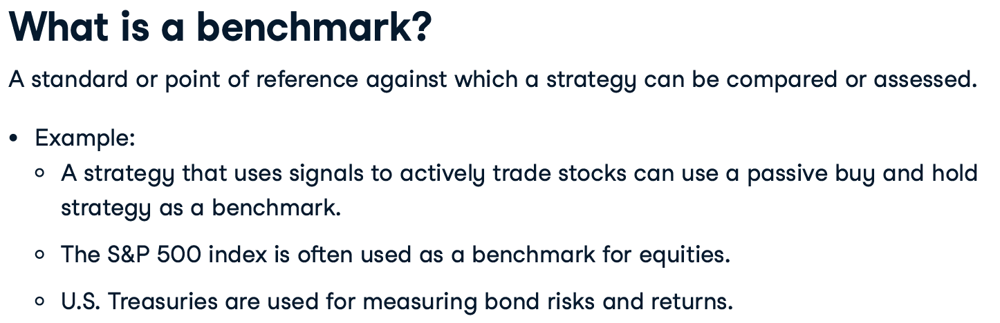 What is a benchmark?
A standard or point of reference against which a strategy can be compared or assessed.
• Example:
◦ A strategy that uses signals to actively trade stocks can use a passive buy and hold
strategy as a benchmark.
◦ The S&P 500 index is often used as a benchmark for equities.
◦ U.S. Treasuries are used for measuring bond risks and returns.